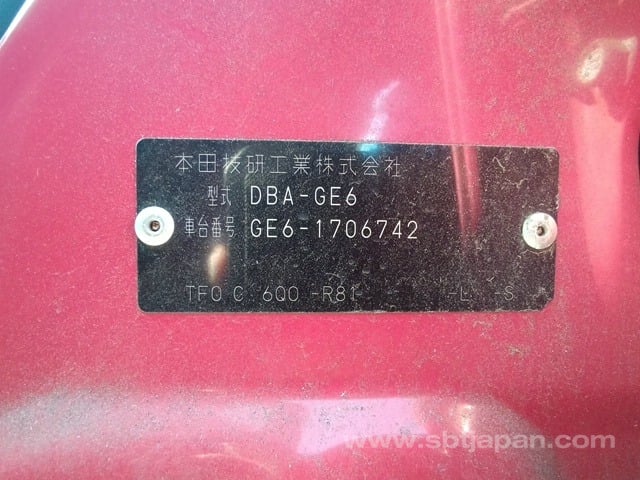 本田技研工業株式会社
型式 DBA-GE6
車台番号 GE6-1706742
TF0 C 6Q0 -R81- -L -S
www.sbtjapan.com